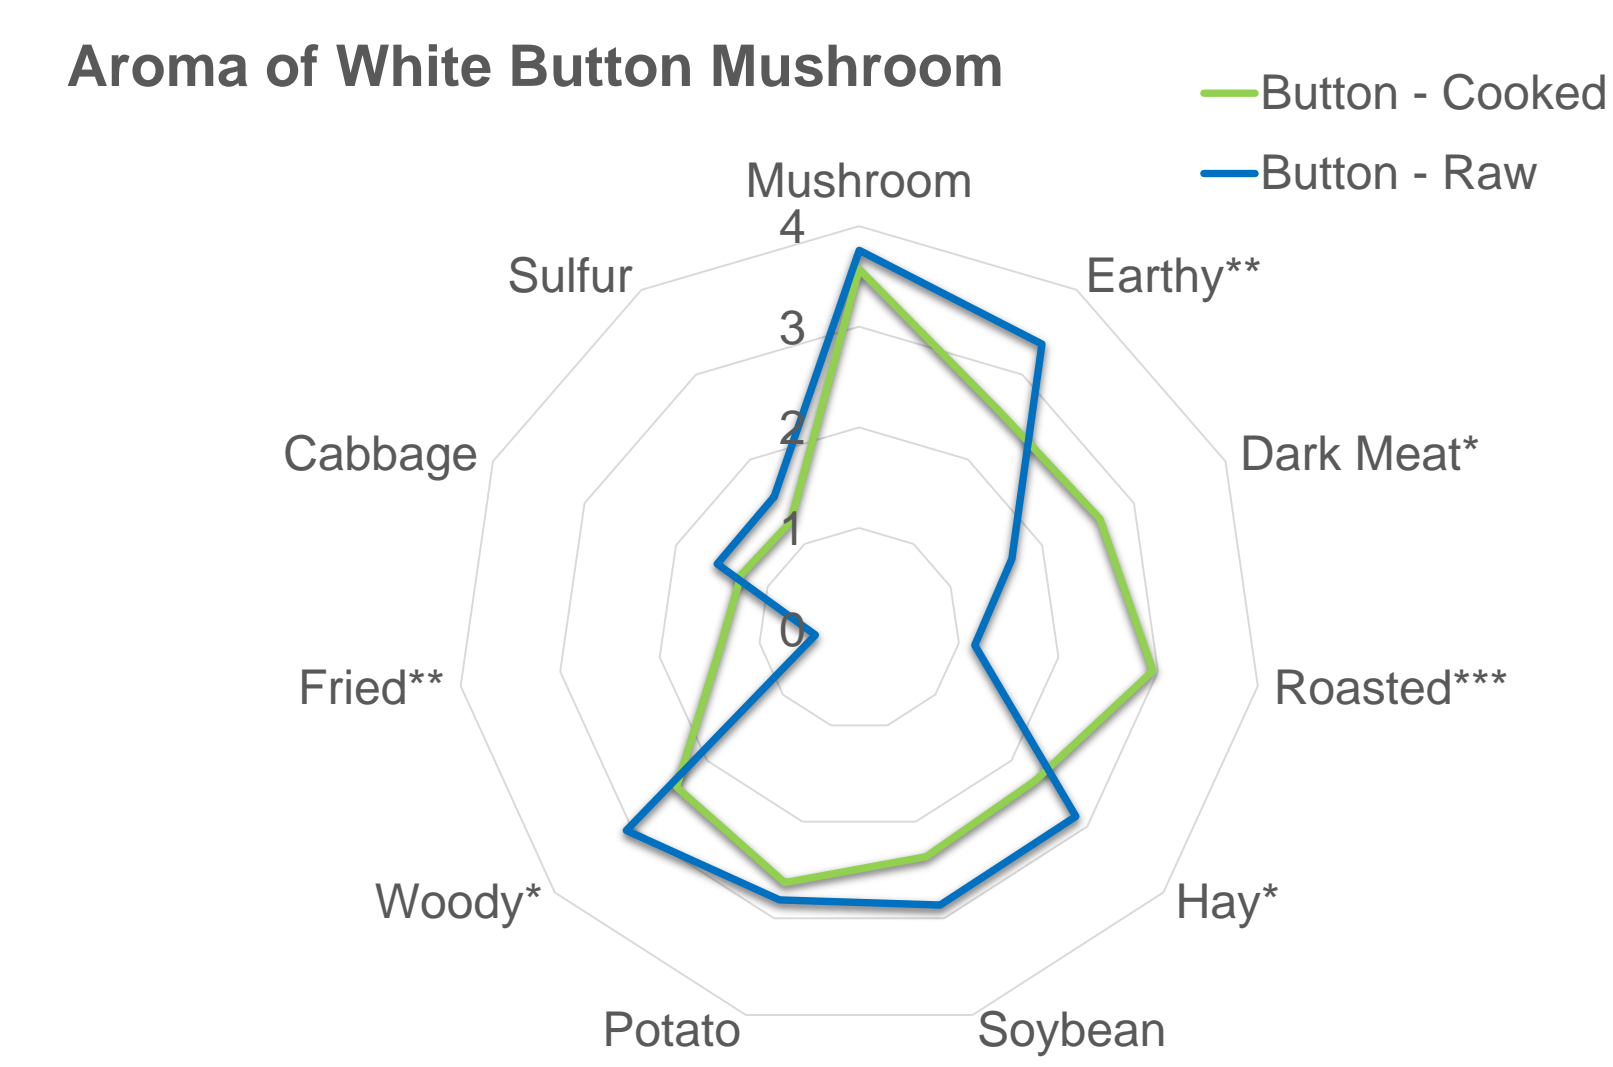 Aroma of White Button Mushroom
Button - Cooked
Button - Raw
Mushroom
Earthy**
Dark Meat*
Roasted***
Hay*
Soybean
Potato
Woody*
Fried**
Cabbage
Sulfur
4
3
2
1
0